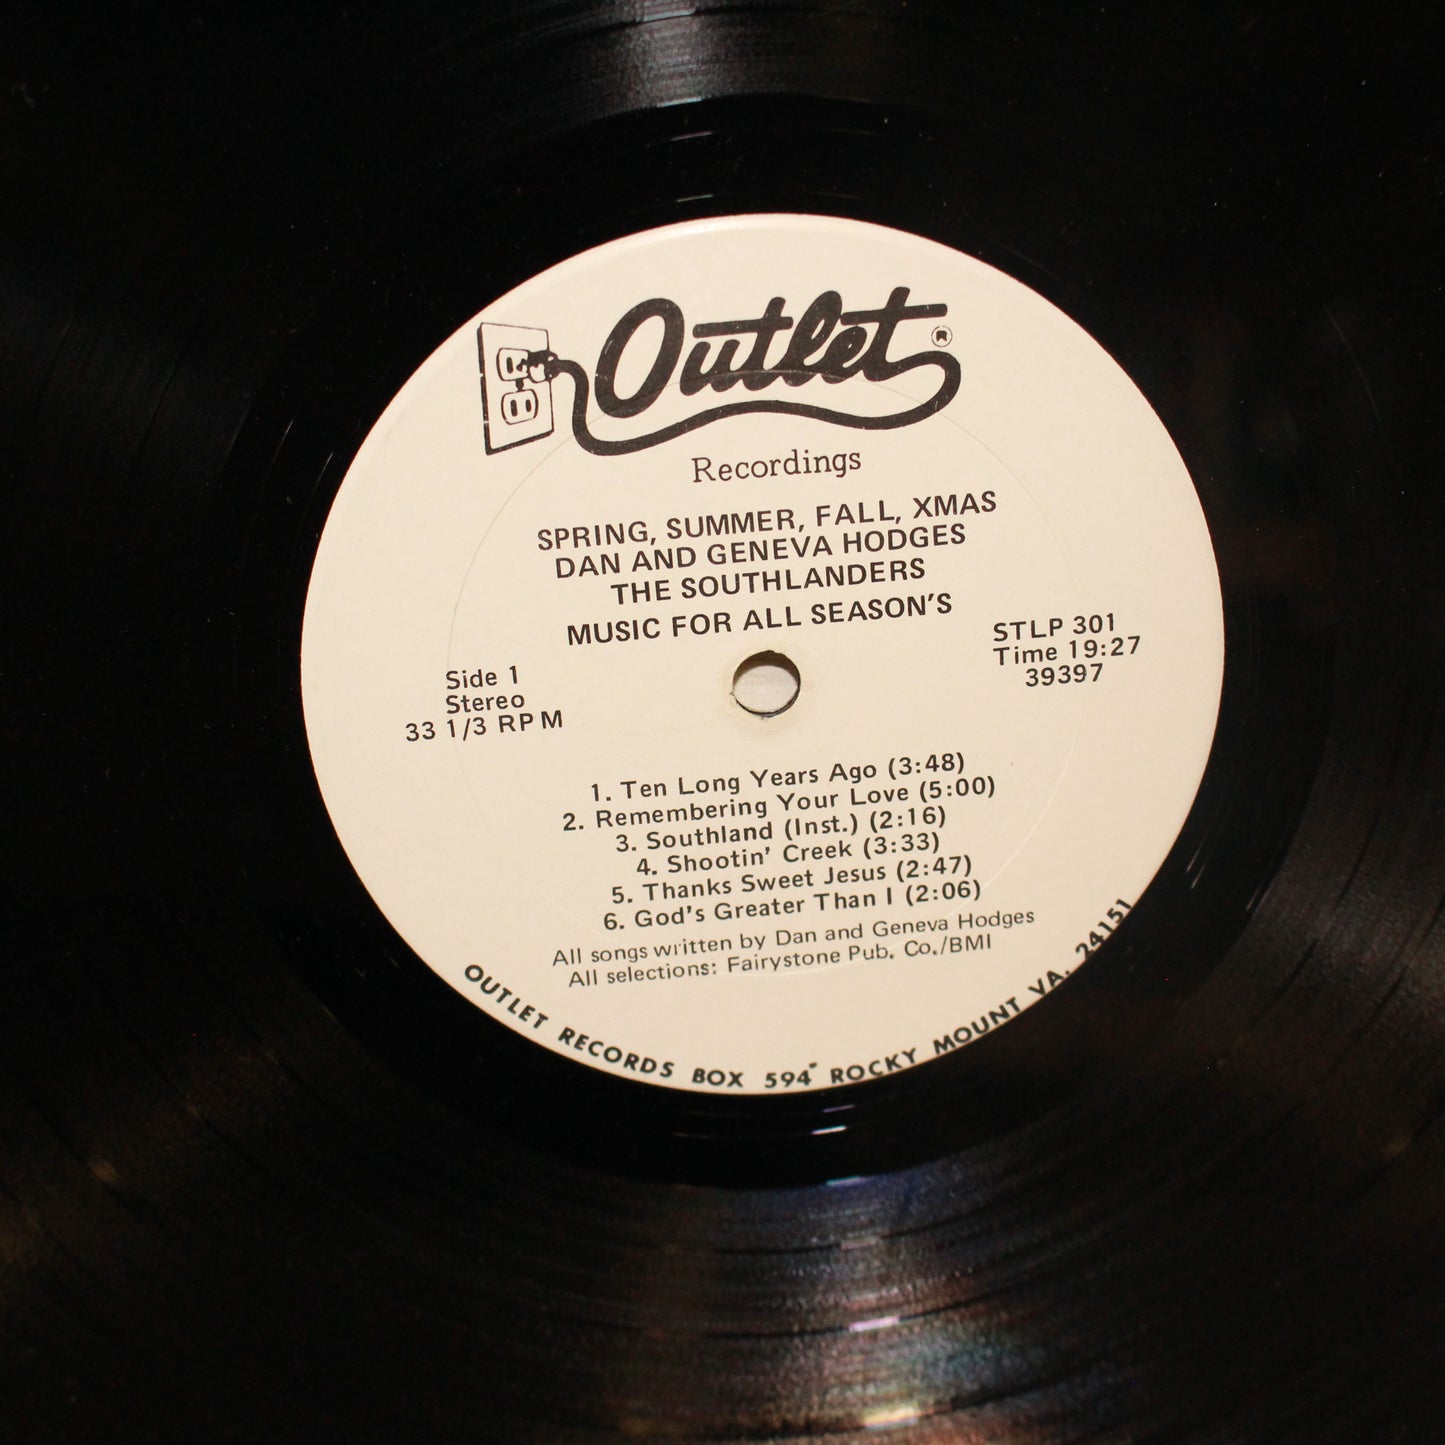 Outlet®
Recordings
SPRING, SUMMER, FALL, XMAS
DAN AND GENEVA HODGES
THE SOUTHLANDERS
MUSIC FOR ALL SEASON'S
Side 1
Stereo
33 1/3 RPM
STLP 301
Time 19:27
39397
1. Ten Long Years Ago (3:48)
2. Remembering Your Love (5:00)
3. Southland (Inst.) (2:16)
4. Shootin' Creek (3:33)
5. Thanks Sweet Jesus (2:47)
6. God's Greater Than I (2:06)
All songs written by Dan and Geneva Hodges
All selections: Fairystone Pub. Co./BMI
OUTLET RECORDS BOX 594 ROCKY MOUNT VA. 24151